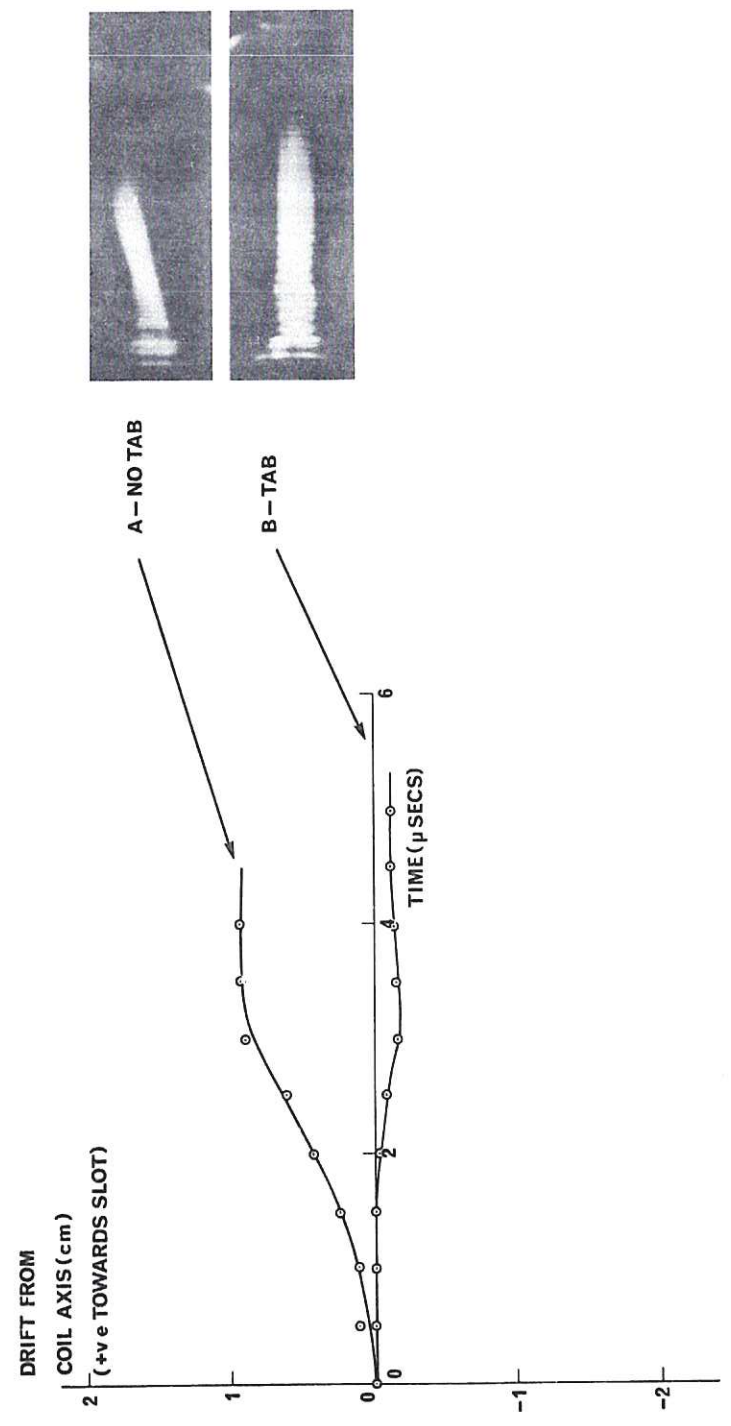 DRIFT FROM
COIL AXIS (cm)
(+ve TOWARDS SLOT)
2
1
0
-1
-2
0
2
4
6
TIME (μSECS)
A — NO TAB
B — TAB